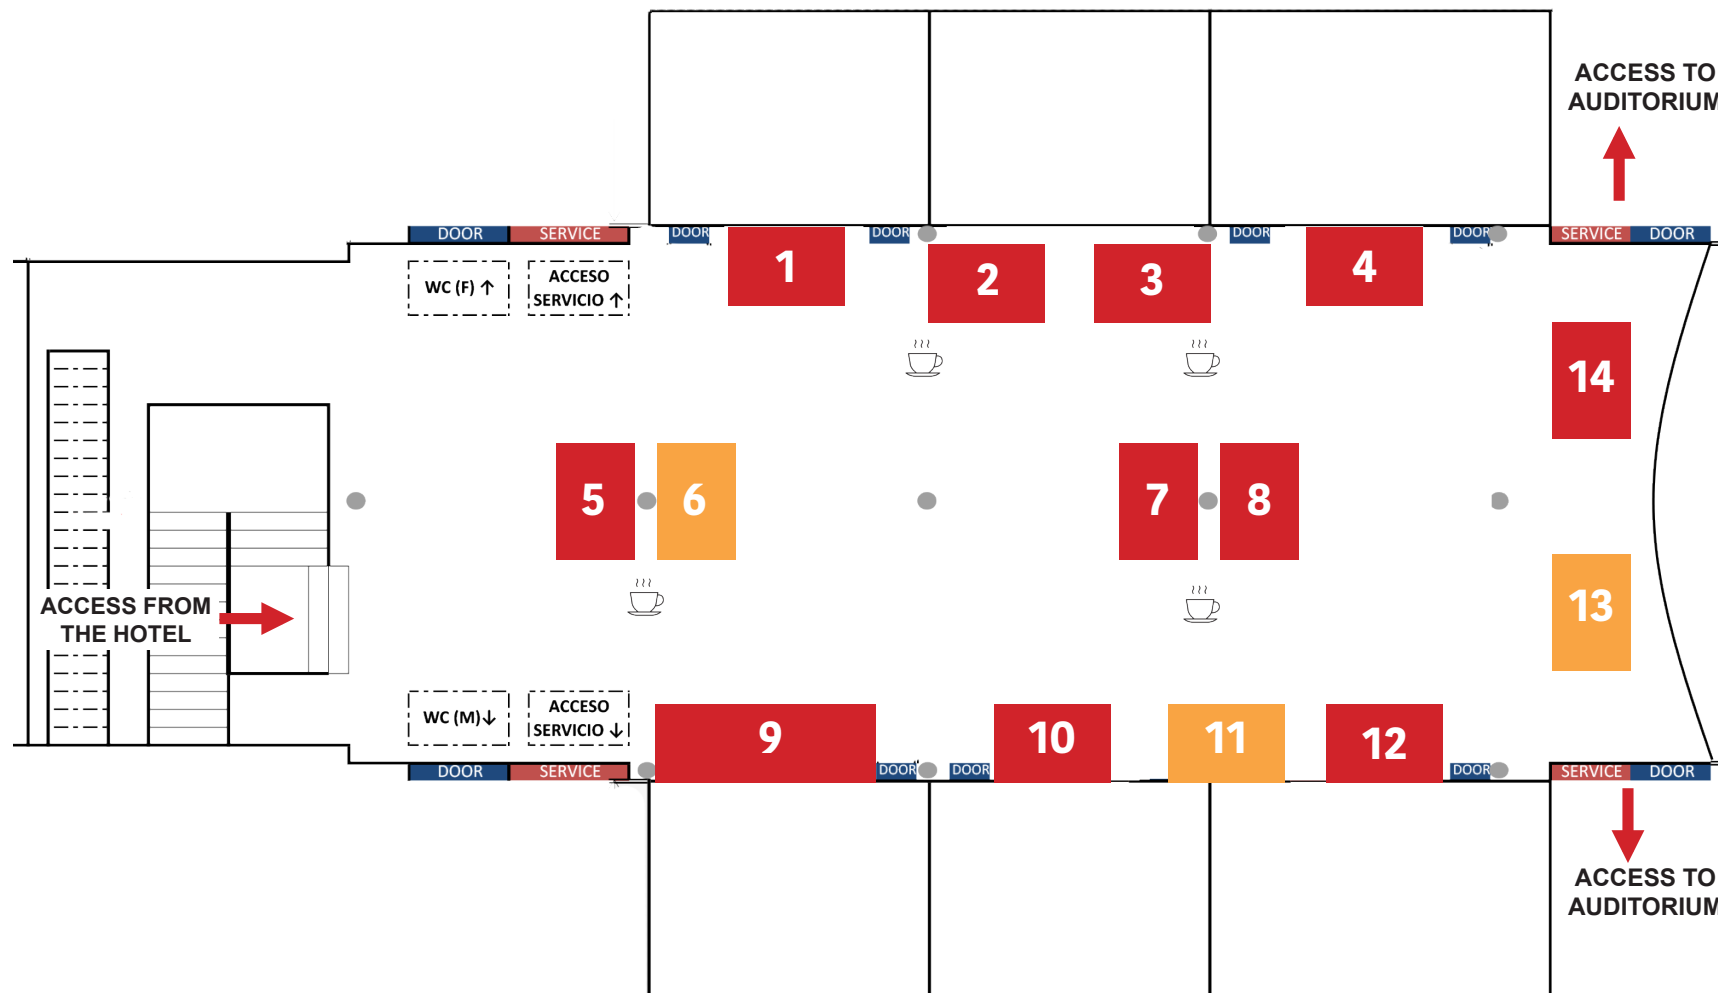 ACCESS TO
AUDITORIUM
DOOR
SERVICE
DOOR
DOOR
DOOR
DOOR
SERVICE
DOOR
WC (F) ↑
ACCESO
SERVICIO ↑
1
2
3
4
14
5
6
7
8
13
ACCESS FROM
THE HOTEL
WC (M)↓
ACCESO
SERVICIO ↓
9
10
11
12
DOOR
SERVICE
DOOR
DOOR
DOOR
SERVICE
DOOR
ACCESS TO
AUDITORIUM